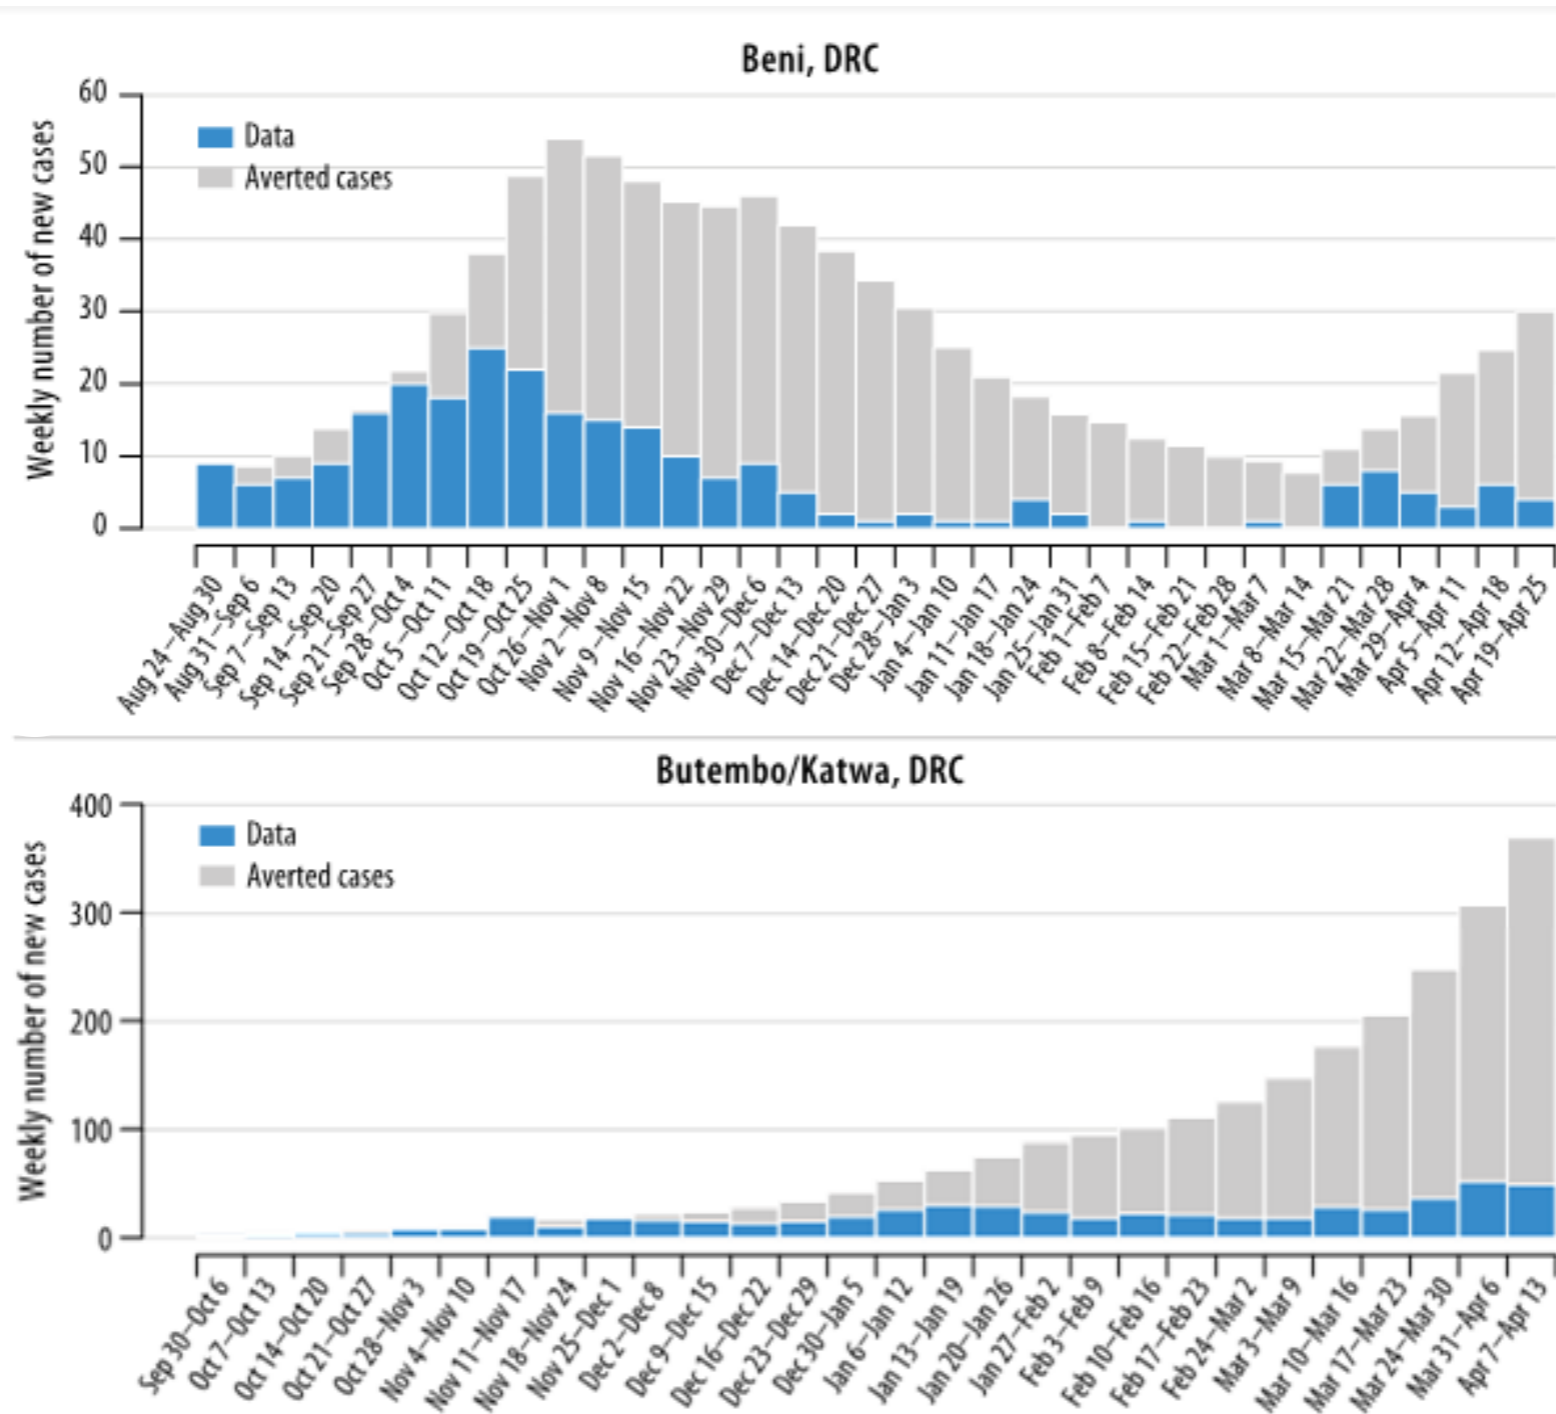 Beni, DRC
Weekly number of new cases
60
50
40
30
20
10
0
Data
Averted cases
Aug 24–Aug 30
Aug 31–Sep 6
Sep 7–Sep 13
Sep 14–Sep 20
Sep 21–Sep 27
Sep 28–Oct 4
Oct 5–Oct 11
Oct 12–Oct 18
Oct 19–Oct 25
Oct 26–Nov 1
Nov 2–Nov 8
Nov 9–Nov 15
Nov 16–Nov 22
Nov 23–Nov 29
Nov 30–Dec 6
Dec 7–Dec 13
Dec 14–Dec 20
Dec 21–Dec 27
Dec 28–Jan 3
Jan 4–Jan 10
Jan 11–Jan 17
Jan 18–Jan 24
Jan 25–Jan 31
Feb 1–Feb 7
Feb 8–Feb 14
Feb 15–Feb 21
Feb 22–Feb 28
Mar 1–Mar 7
Mar 8–Mar 14
Mar 15–Mar 21
Mar 22–Mar 28
Mar 29–Apr 4
Apr 5–Apr 11
Apr 12–Apr 18
Apr 19–Apr 25
Butembo/Katwa, DRC
Weekly number of new cases
400
300
200
100
0
Data
Averted cases
Sep 30–Oct 6
Oct 7–Oct 13
Oct 14–Oct 20
Oct 21–Oct 27
Oct 28–Nov 3
Nov 4–Nov 10
Nov 11–Nov 17
Nov 18–Nov 24
Nov 25–Dec 1
Dec 2–Dec 8
Dec 9–Dec 15
Dec 16–Dec 22
Dec 23–Dec 29
Dec 30–Jan 5
Jan 6–Jan 12
Jan 13–Jan 19
Jan 20–Jan 26
Jan 27–Feb 2
Feb 3–Feb 9
Feb 10–Feb 16
Feb 17–Feb 23
Feb 24–Mar 2
Mar 3–Mar 9
Mar 10–Mar 16
Mar 17–Mar 23
Mar 24–Mar 30
Mar 31–Apr 6
Apr 7–Apr 13